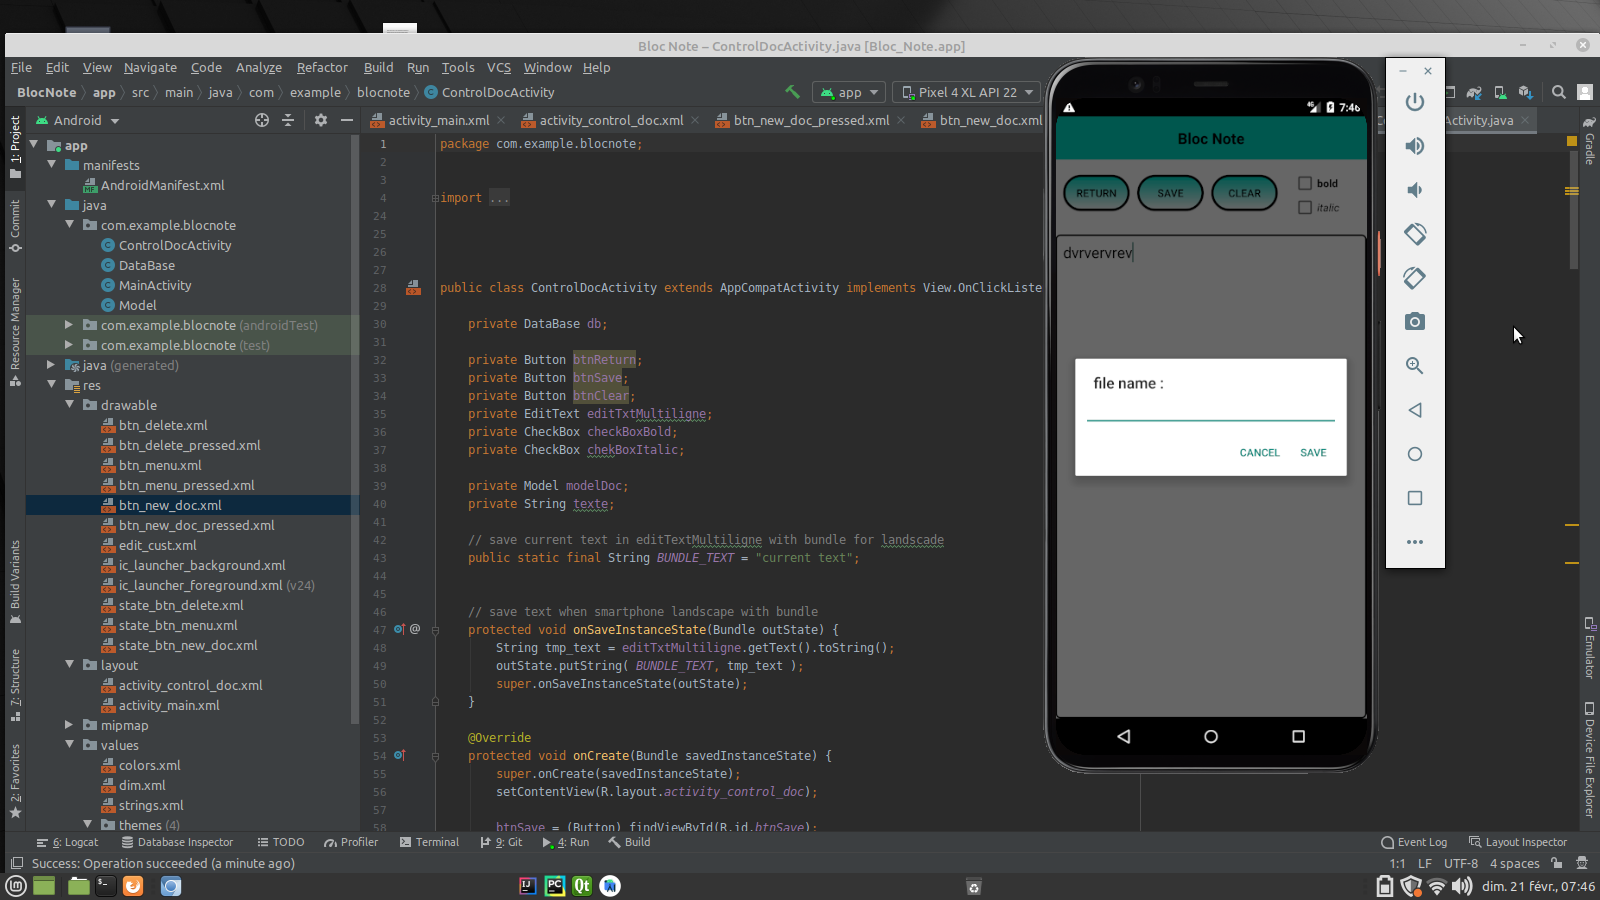 Bloc Note – ControlDocActivity.java [Bloc_Note.app]
File Edit View Navigate Code Analyze Refactor Build Run Tools VCS Window Help
BlocNote app src main java com example blocnote ControlDocActivity
app Pixel 4 XL API 22
Android
activity_main.xml activity_control_doc.xml btn_new_doc_pressed.xml btn_new_doc.xml Activity.java
1: Project
Commit
Resource Manager
Build Variants
7: Structure
2: Favorites
app
manifests
AndroidManifest.xml
java
com.example.blocnote
ControlDocActivity
DataBase
MainActivity
Model
com.example.blocnote (androidTest)
com.example.blocnote (test)
java (generated)
res
drawable
btn_delete.xml
btn_delete_pressed.xml
btn_menu.xml
btn_menu_pressed.xml
btn_new_doc.xml
btn_new_doc_pressed.xml
edit_cust.xml
ic_launcher_background.xml
ic_launcher_foreground.xml (v24)
state_btn_delete.xml
state_btn_menu.xml
state_btn_new_doc.xml
layout
activity_control_doc.xml
activity_main.xml
mipmap
values
colors.xml
dim.xml
strings.xml
themes (4)
1 package com.example.blocnote;
2
3
4 import ...
24
25
26
27
28 public class ControlDocActivity extends AppCompatActivity implements View.OnClickListe
29
30 private DataBase db;
31
32 private Button btnReturn;
33 private Button btnSave;
34 private Button btnClear;
35 private EditText editTxtMultiligne;
36 private CheckBox checkBoxBold;
37 private CheckBox chekBoxItalic;
38
39 private Model modelDoc;
40 private String texte;
41
42 // save current text in editTextMultiligne with bundle for landscade
43 public static final String BUNDLE_TEXT = "current text";
44
45
46 // save text when smartphone landscape with bundle
47 @ protected void onSaveInstanceState(Bundle outState) {
48 String tmp_text = editTxtMultiligne.getText().toString();
49 outState.putString( BUNDLE_TEXT, tmp_text );
50 super.onSaveInstanceState(outState);
51 }
52
53 @Override
54 protected void onCreate(Bundle savedInstanceState) {
55 super.onCreate(savedInstanceState);
56 setContentView(R.layout.activity_control_doc);
57
58 btnSave = (Button) findViewById(R.id.btnSave);
7:46
Bloc Note
RETURN SAVE CLEAR
bold
italic
dvrvervrev
file name :
CANCEL SAVE
Gradle
Emulator
Device File Explorer
6: Logcat Database Inspector TODO Profiler Terminal 9: Git 4: Run Build Event Log Layout Inspector
Success: Operation succeeded (a minute ago) 1:1 LF UTF-8 4 spaces
dim. 21 févr., 07:46